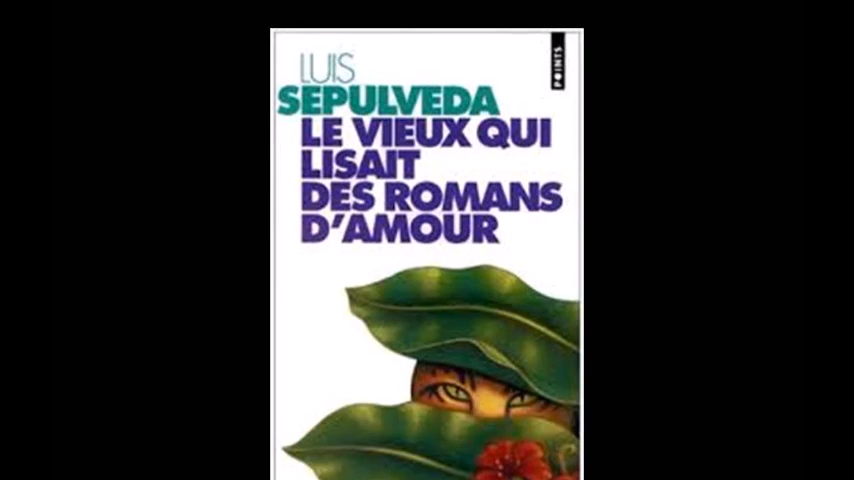 POINTS
LUIS
SEPULVEDA
LE VIEUX QUI
LISAIT
DES ROMANS
D'AMOUR